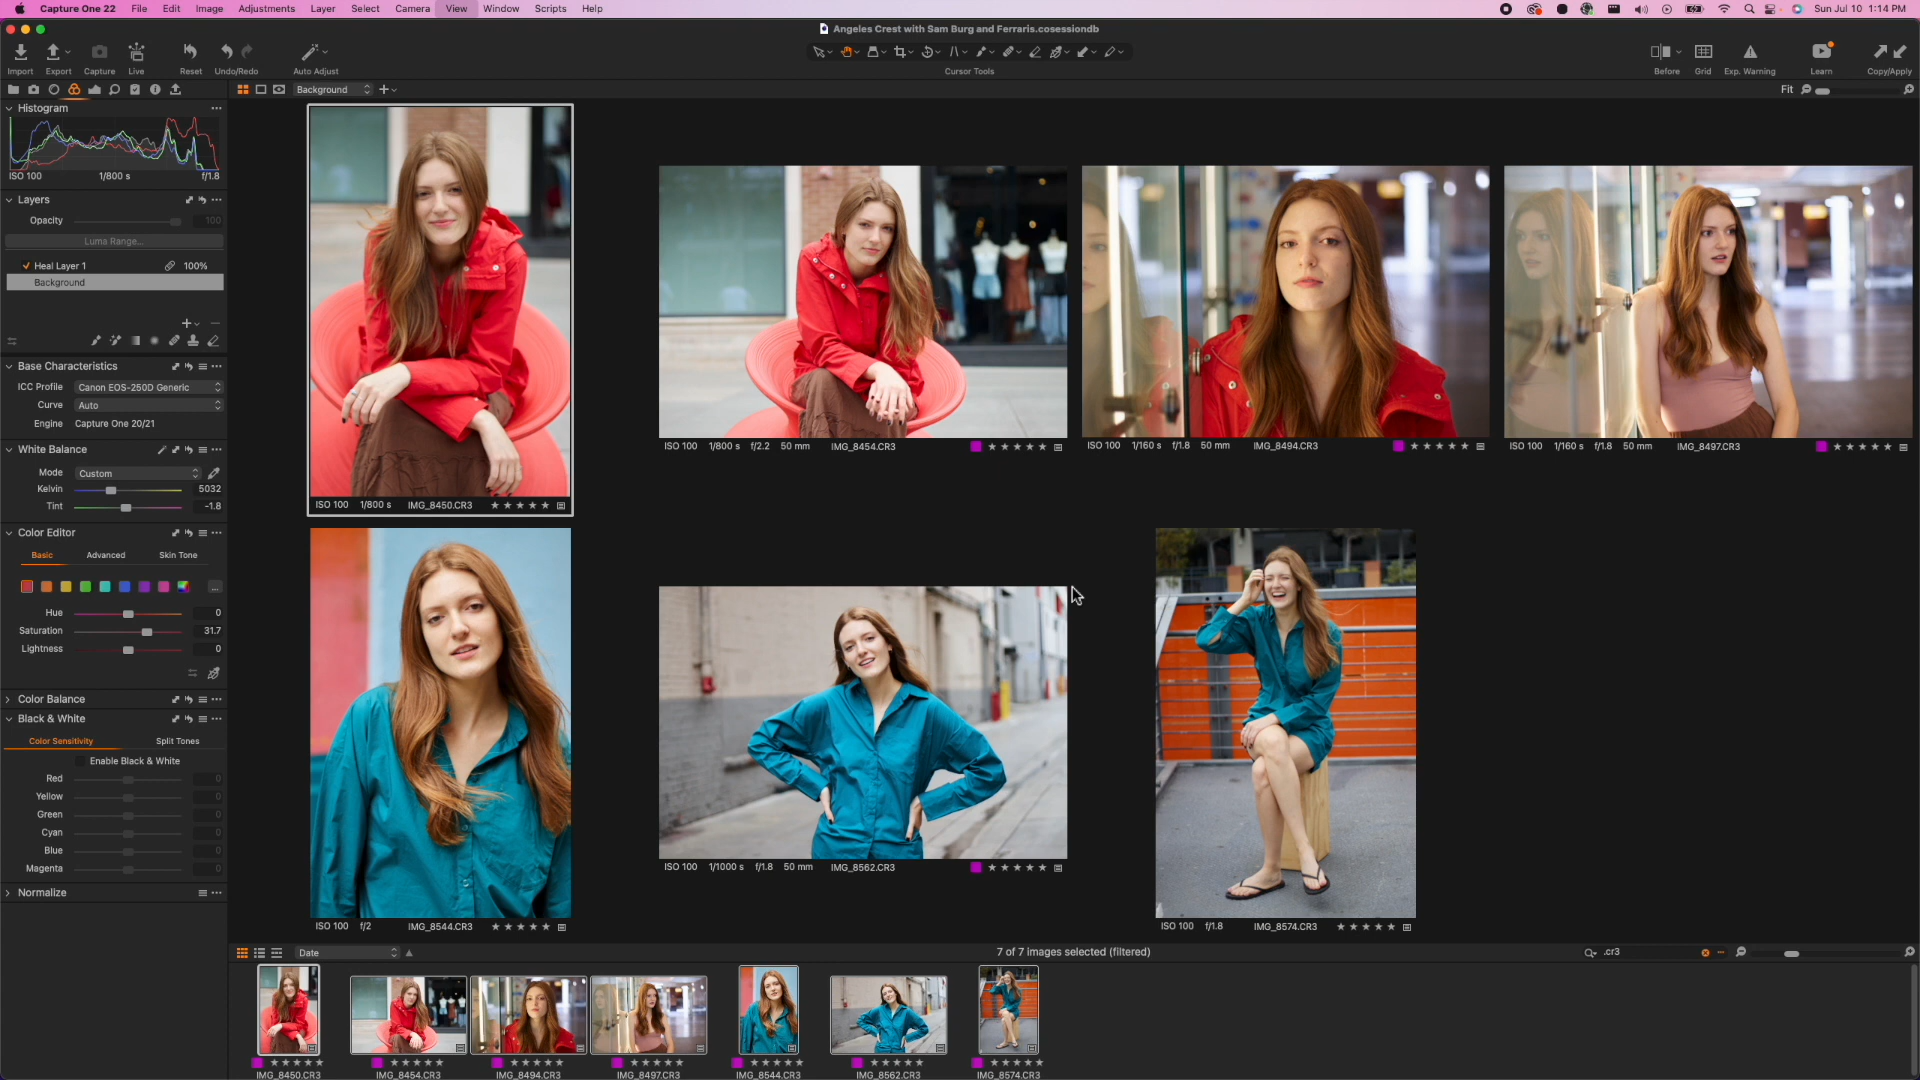 Capture One 22 File Edit Image Adjustments Layer Select Camera View Window Scripts Help Sun Jul 10 1:14 PM
Angeles Crest with Sam Burg and Ferraris.cosessiondb
Import Export Capture Live Reset Undo/Redo Auto Adjust Cursor Tools Before Grid Exp. Warning Learn Copy/Apply
Background Fit
Histogram
ISO 100 1/800 s f/1.8
Layers
Opacity 100
Luma Range...
Heal Layer 1 100%
Background
Base Characteristics
ICC Profile Canon EOS-250D Generic
Curve Auto
Engine Capture One 20/21
White Balance
Mode Custom
Kelvin 5032
Tint -1.8
Color Editor
Basic Advanced Skin Tone
Hue 0
Saturation 31.7
Lightness 0
Color Balance
Black & White
Color Sensitivity Split Tones
Enable Black & White
Red 0
Yellow 0
Green 0
Cyan 0
Blue 0
Magenta 0
Normalize
ISO 100 1/800 s IMG_8450.CR3
ISO 100 1/800 s f/2.2 50 mm IMG_8454.CR3
ISO 100 1/160 s f/1.8 50 mm IMG_8494.CR3
ISO 100 1/160 s f/1.8 50 mm IMG_8497.CR3
ISO 100 f/2 IMG_8544.CR3
ISO 100 1/1000 s f/1.8 50 mm IMG_8562.CR3
ISO 100 f/1.8 IMG_8574.CR3
Date 7 of 7 images selected (filtered) .cr3
IMG_8450.CR3 IMG_8454.CR3 IMG_8494.CR3 IMG_8497.CR3 IMG_8544.CR3 IMG_8562.CR3 IMG_8574.CR3